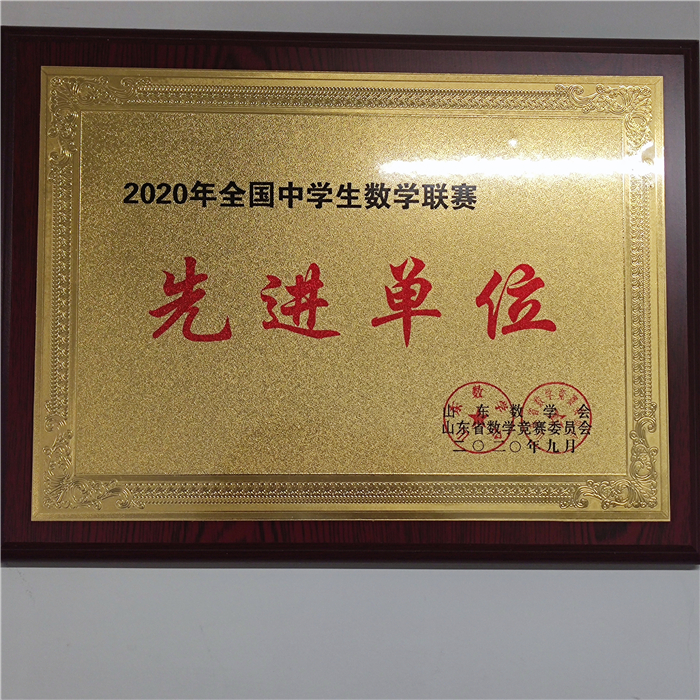 2020年全国中学生数学联赛
先进单位
山东数学会
山东省数学竞赛委员会
二〇二〇年九月